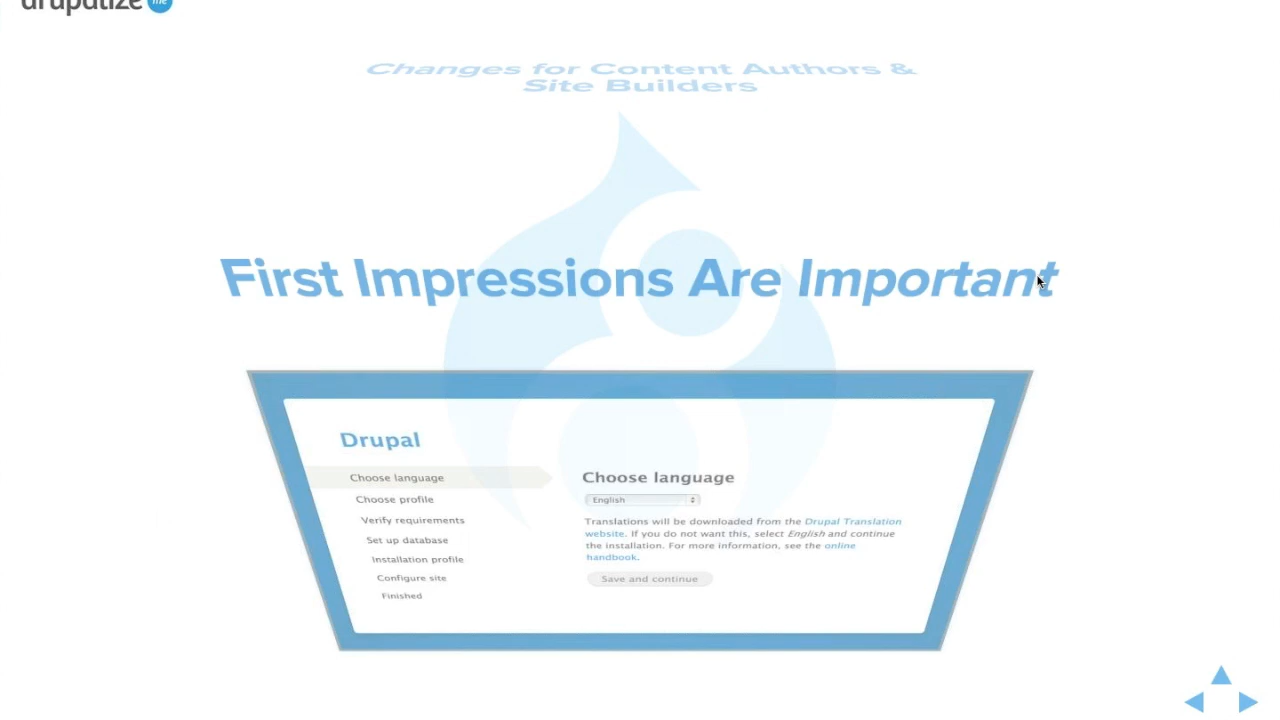 drupalize me
Changes for Content Authors &
Site Builders
First Impressions Are Important
Drupal
Choose language
Choose profile
Verify requirements
Set up database
Installation profile
Configure site
Finished
Choose language
English
Translations will be downloaded from the Drupal Translation
website. If you do not want this, select English and continue
the installation. For more information, see the online
handbook.
Save and continue